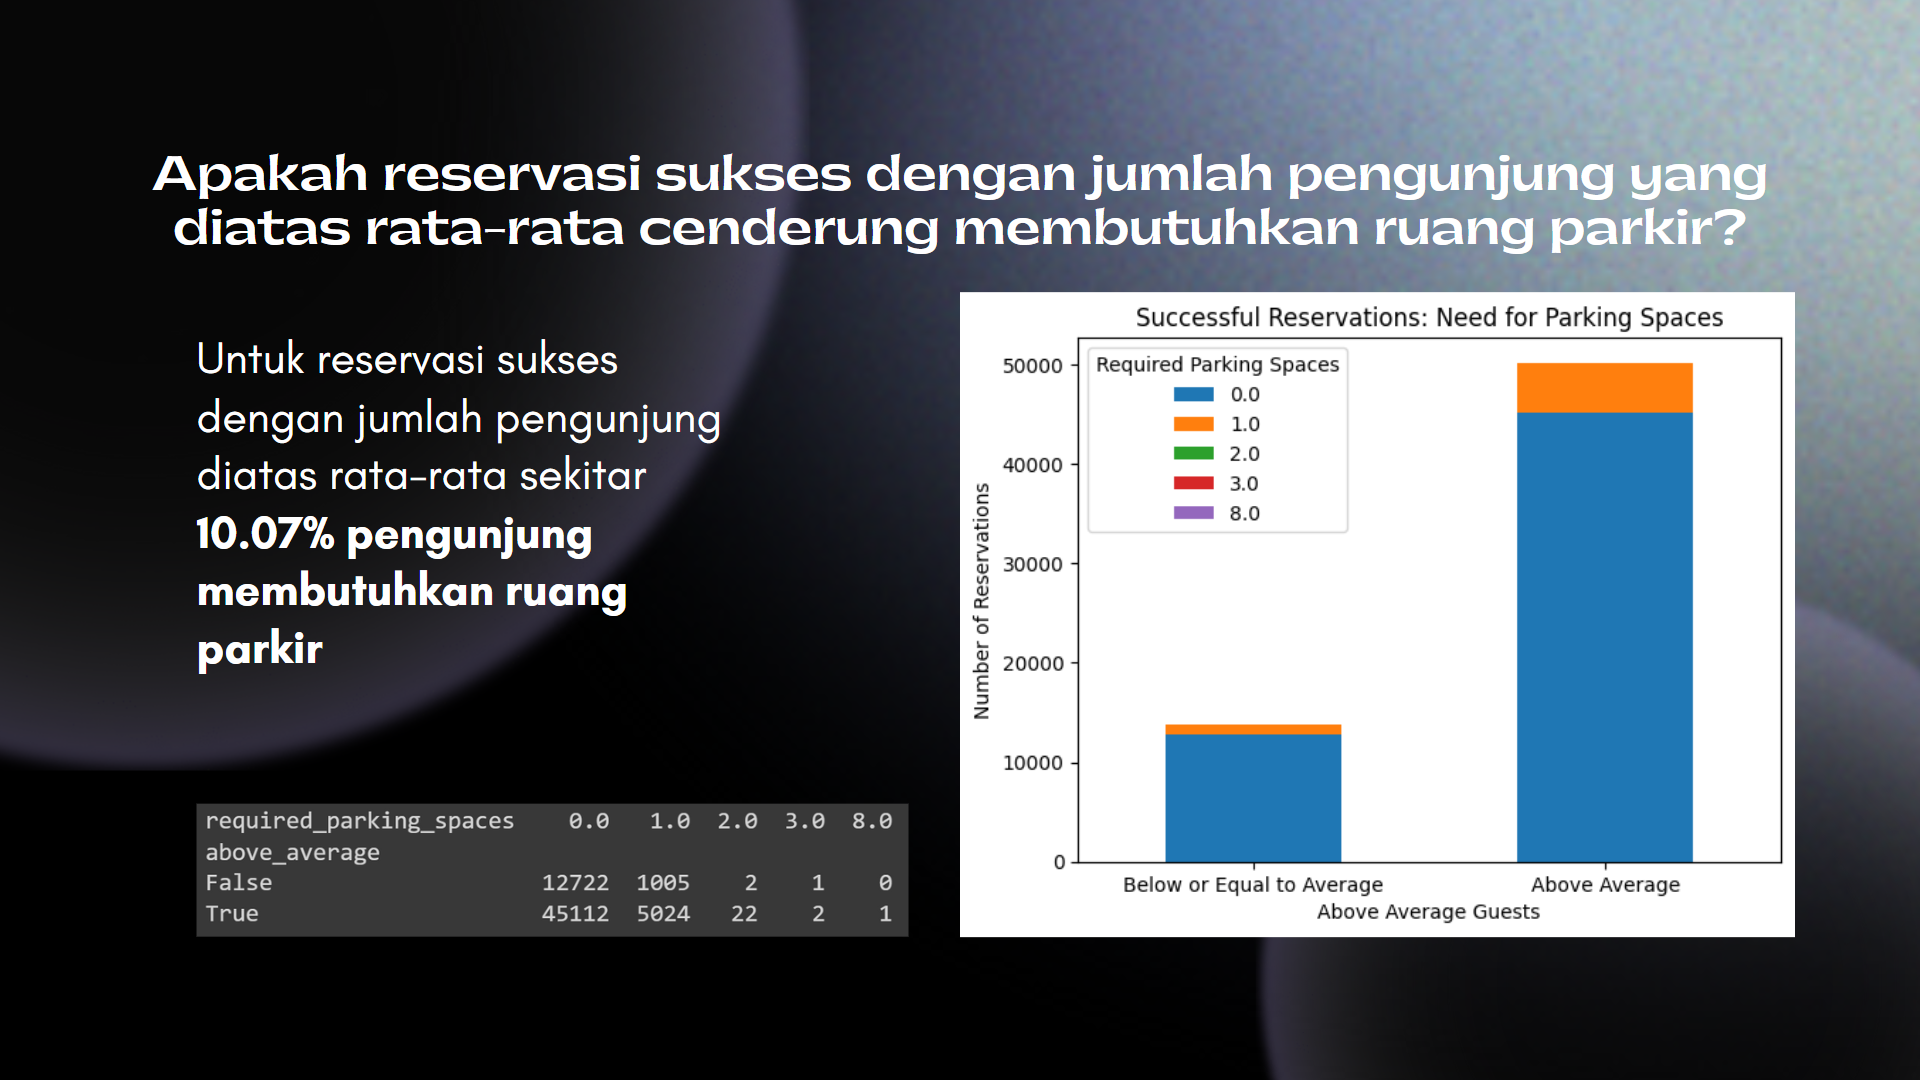 Apakah reservasi sukses dengan jumlah pengunjung yang
diatas rata-rata cenderung membutuhkan ruang parkir?
Untuk reservasi sukses
dengan jumlah pengunjung
diatas rata-rata sekitar
10.07% pengunjung
membutuhkan ruang
parkir
required_parking_spaces 0.0 1.0 2.0 3.0 8.0
above_average
False 12722 1005 2 1 0
True 45112 5024 22 2 1
Successful Reservations: Need for Parking Spaces
Required Parking Spaces
0.0
1.0
2.0
3.0
8.0
Number of Reservations
50000
40000
30000
20000
10000
0
Below or Equal to Average Above Average
Above Average Guests